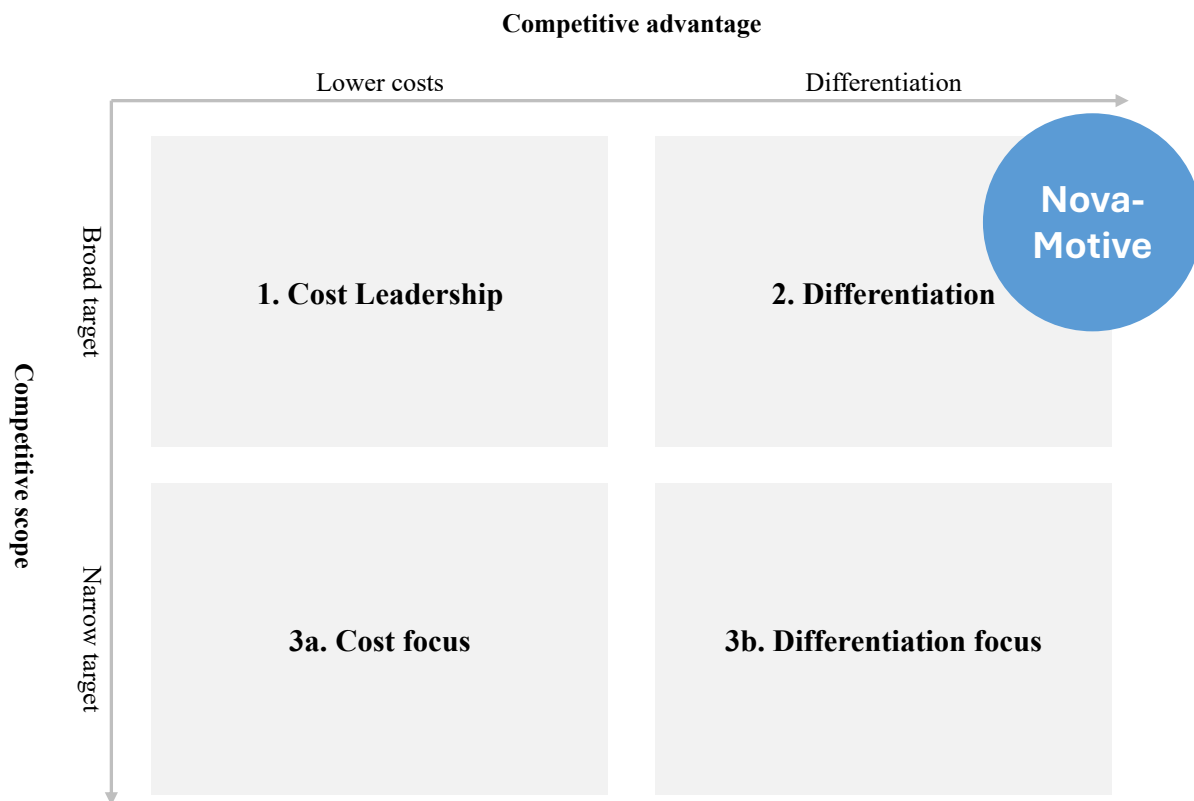 Competitive advantage
Lower costs
Differentiation
Broad target
Competitive scope
Narrow target
1. Cost Leadership
2. Differentiation
Nova-
Motive
3a. Cost focus
3b. Differentiation focus